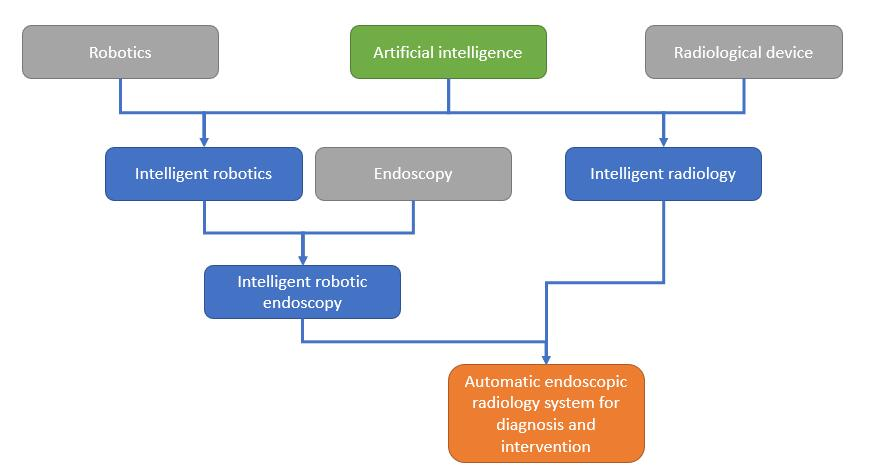 Robotics
Artificial intelligence
Radiological device
Intelligent robotics
Endoscopy
Intelligent radiology
Intelligent robotic
endoscopy
Automatic endoscopic
radiology system for
diagnosis and
intervention